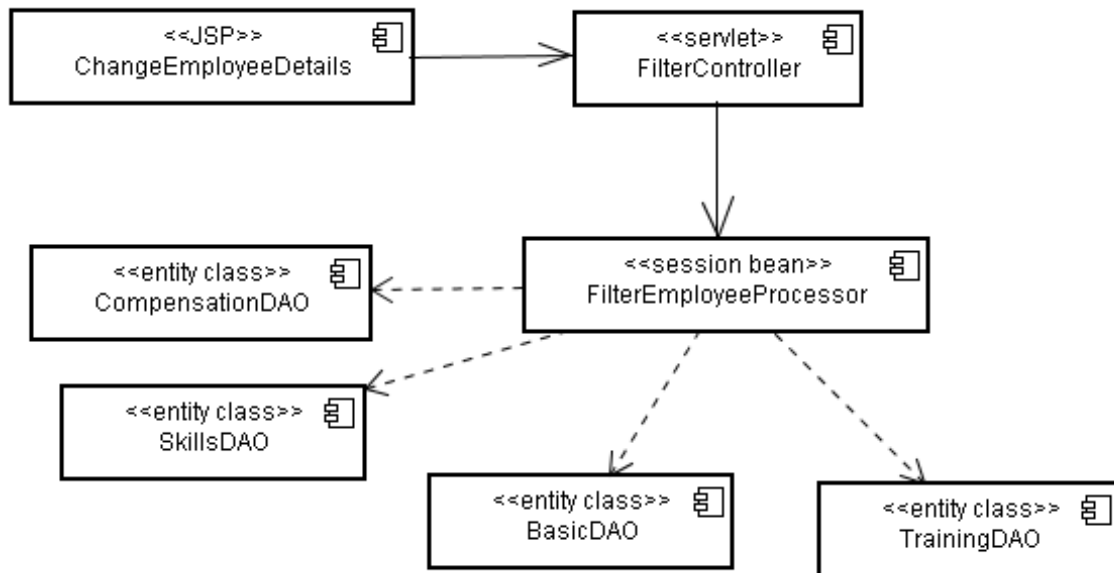 <<JSP>>
ChangeEmployeeDetails
<<servlet>>
FilterController
<<entity class>>
CompensationDAO
<<session bean>>
FilterEmployeeProcessor
<<entity class>>
SkillsDAO
<<entity class>>
BasicDAO
<<entity class>>
TrainingDAO